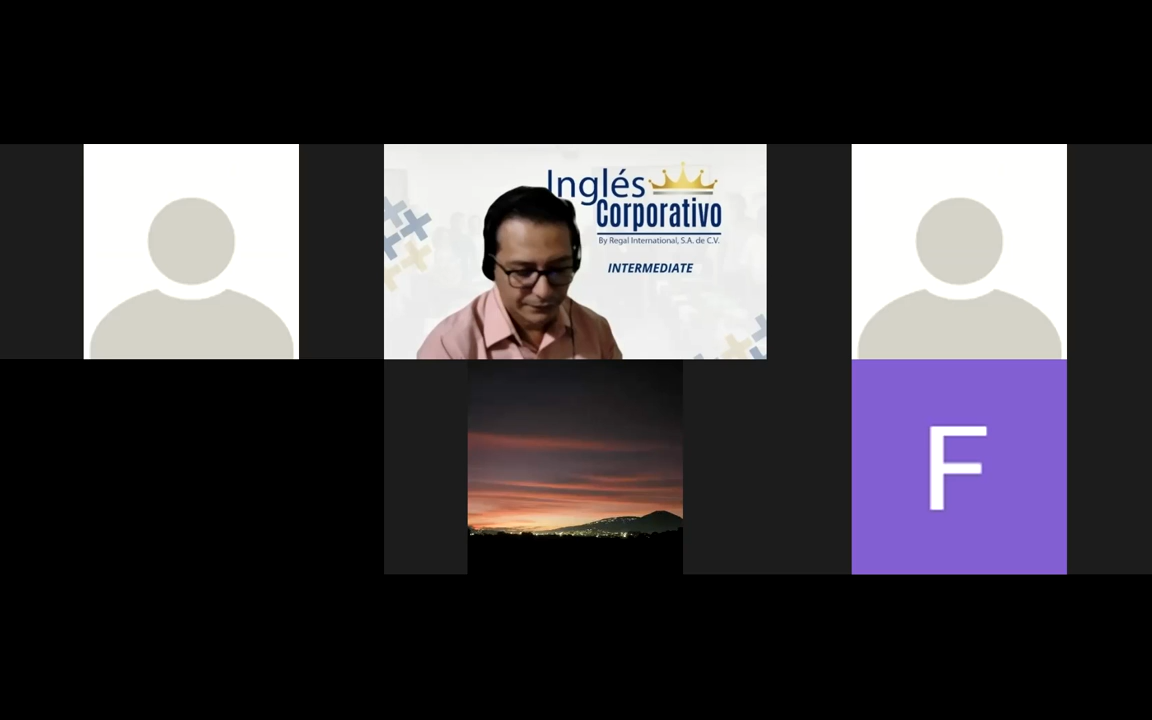 Inglés
Corporativo
By Regal International, S.A. de C.V.
INTERMEDIATE
F